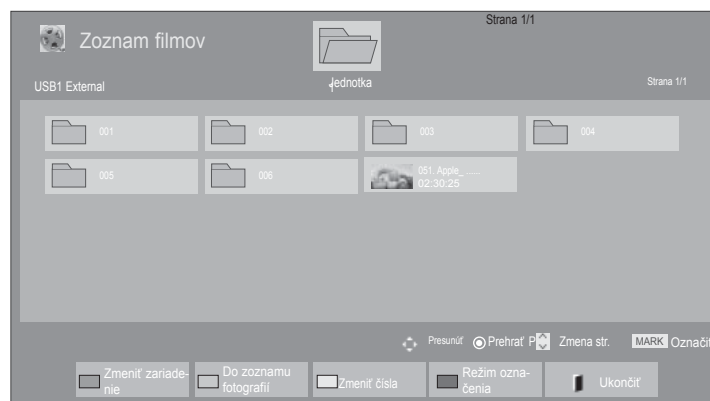 Strana 1/1
Zoznam filmov
USB1 External
Jednotka
Strana 1/1
001 002 003 004
005 006 051. Apple_ ......
02:30:25
Presunúť Prehrať P Zmena str. MARK Označiť
Zmeniť zariade-
nie
Do zoznamu
fotografií
Zmeniť čísla
Režim ozna-
čenia
Ukončiť